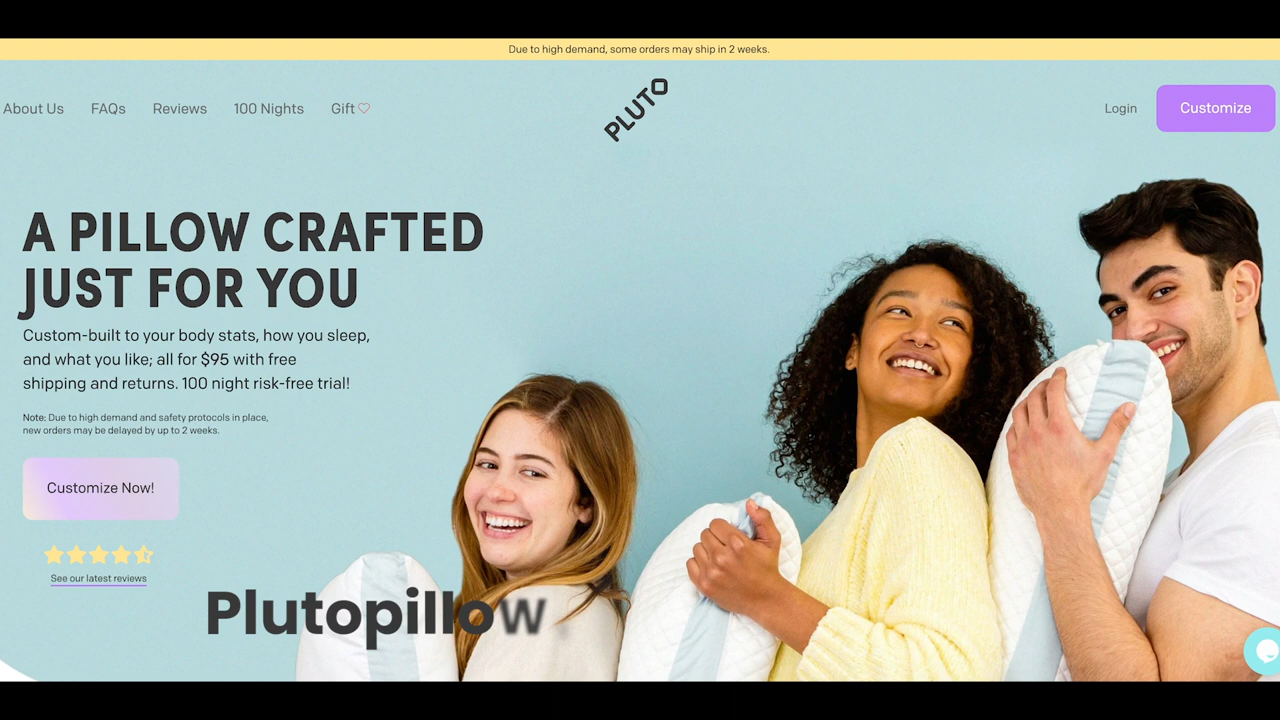 Due to high demand, some orders may ship in 2 weeks.
About Us FAQs Reviews 100 Nights Gift
PLUTO
Login Customize
A PILLOW CRAFTED
JUST FOR YOU
Custom-built to your body stats, how you sleep,
and what you like; all for $95 with free
shipping and returns. 100 night risk-free trial!
Note: Due to high demand and safety protocols in place,
new orders may be delayed by up to 2 weeks.
Customize Now!
See our latest reviews
Plutopillow